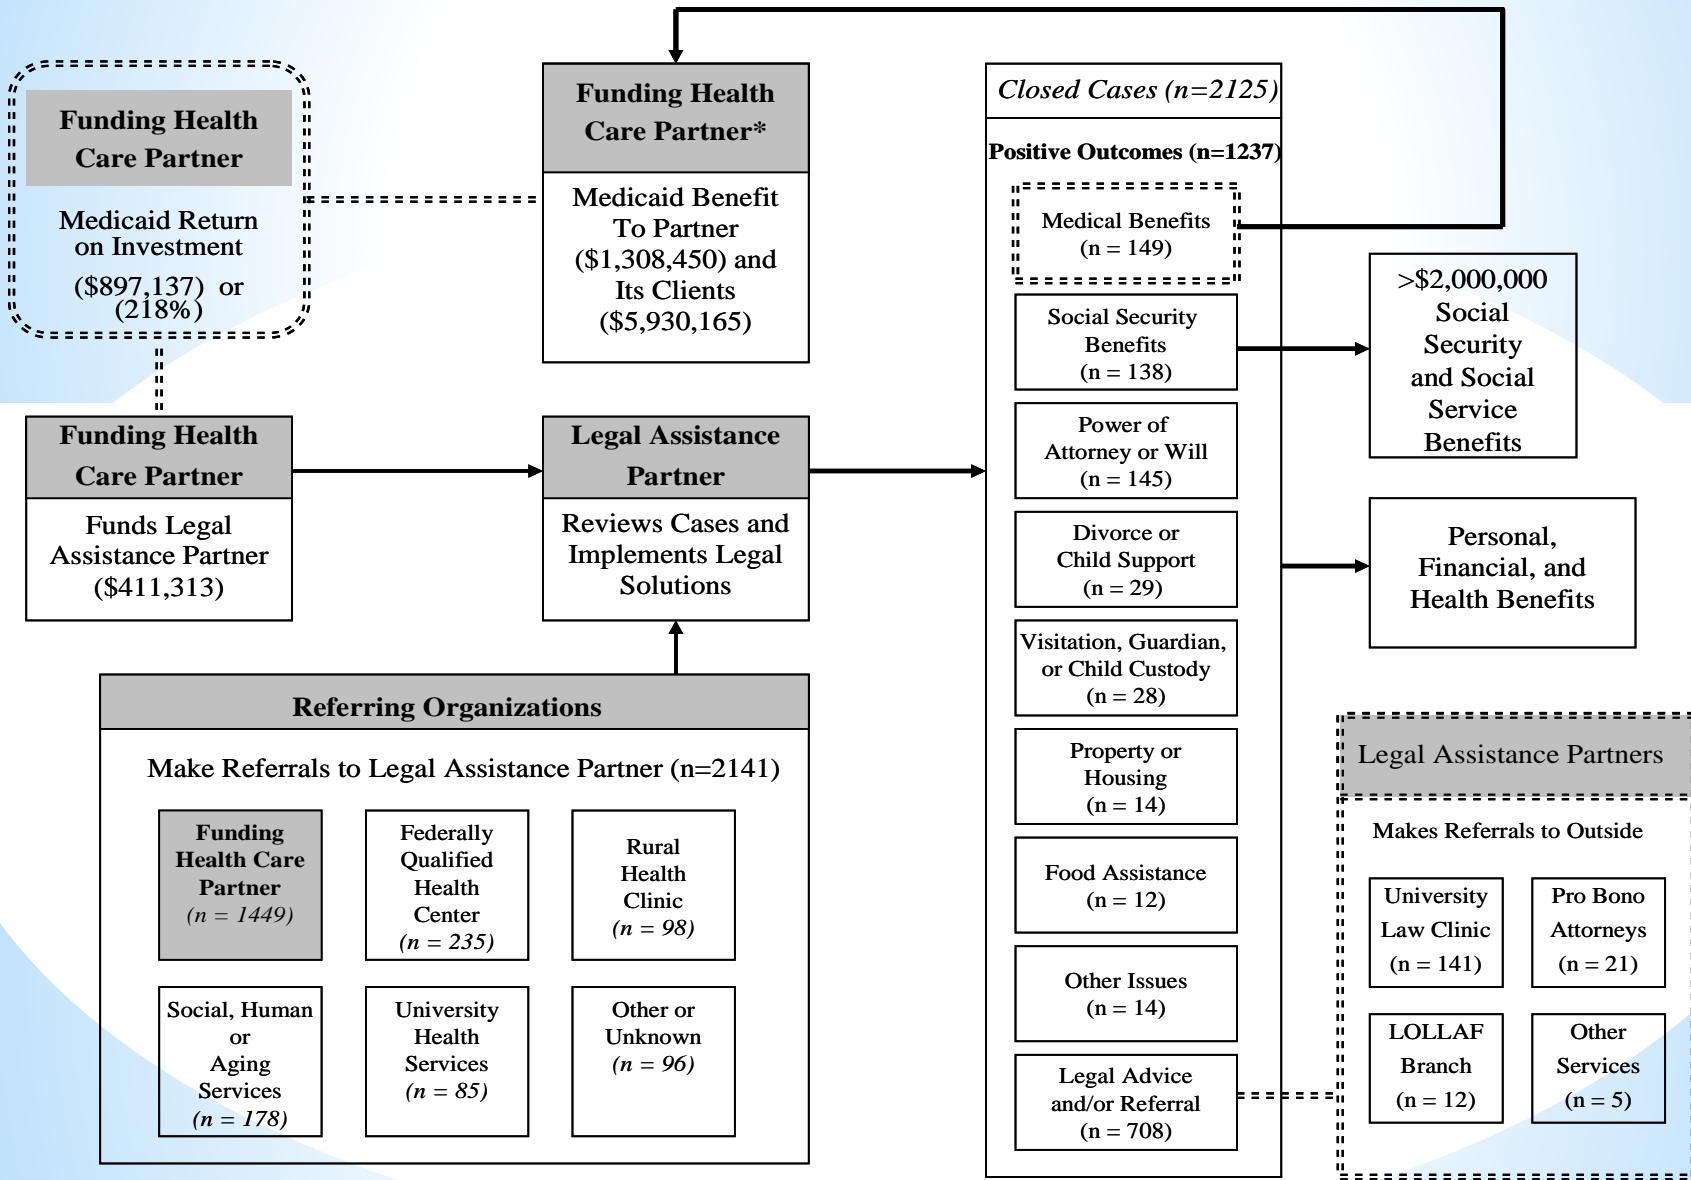 Funding Health
Care Partner
Medicaid Return
on Investment
($897,137) or
(218%)
Funding Health
Care Partner*
Medicaid Benefit
To Partner
($1,308,450) and
Its Clients
($5,930,165)
Funding Health
Care Partner
Funds Legal
Assistance Partner
($411,313)
Legal Assistance
Partner
Reviews Cases and
Implements Legal
Solutions
Referring Organizations
Make Referrals to Legal Assistance Partner (n=2141)
Funding
Health Care
Partner
(n = 1449)
Federally
Qualified
Health
Center
(n = 235)
Rural
Health
Clinic
(n = 98)
Social, Human
or
Aging
Services
(n = 178)
University
Health
Services
(n = 85)
Other or
Unknown
(n = 96)
Closed Cases (n=2125)
Positive Outcomes (n=1237)
Medical Benefits
(n = 149)
Social Security
Benefits
(n = 138)
Power of
Attorney or Will
(n = 145)
Divorce or
Child Support
(n = 29)
Visitation, Guardian,
or Child Custody
(n = 28)
Property or
Housing
(n = 14)
Food Assistance
(n = 12)
Other Issues
(n = 14)
Legal Advice
and/or Referral
(n = 708)
>$2,000,000
Social
Security
and Social
Service
Benefits
Personal,
Financial, and
Health Benefits
Legal Assistance Partners
Makes Referrals to Outside
University
Law Clinic
(n = 141)
Pro Bono
Attorneys
(n = 21)
LOLLAF
Branch
(n = 12)
Other
Services
(n = 5)